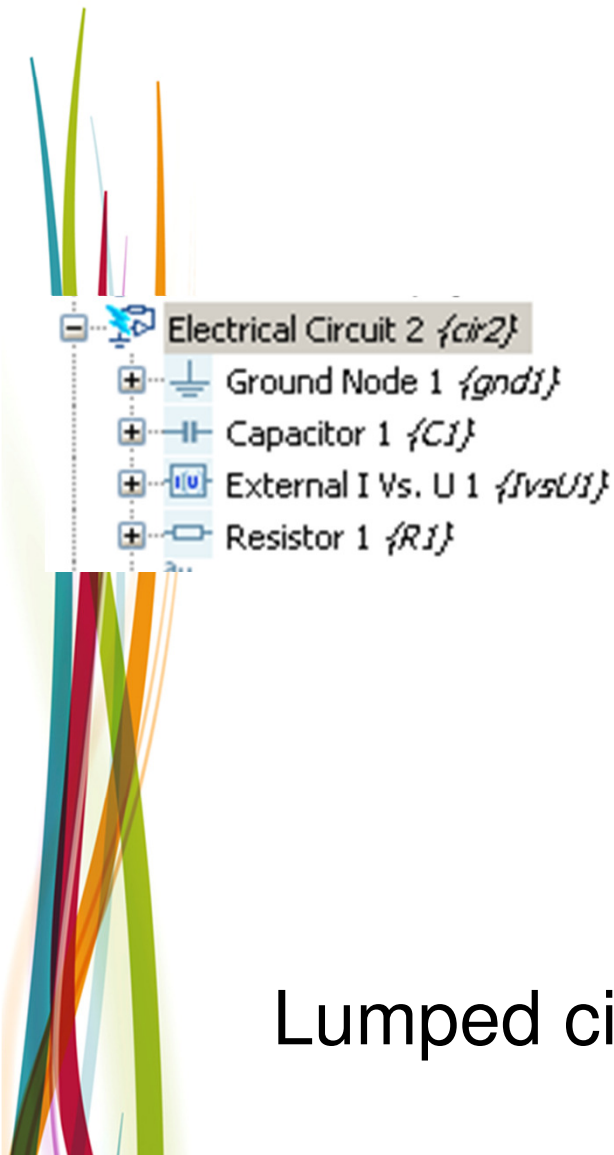 Electrical Circuit 2 {cir2}
Ground Node 1 {gnd1}
Capacitor 1 {C1}
External I Vs. U 1 {IvsU1}
Resistor 1 {R1}
Lumped ci